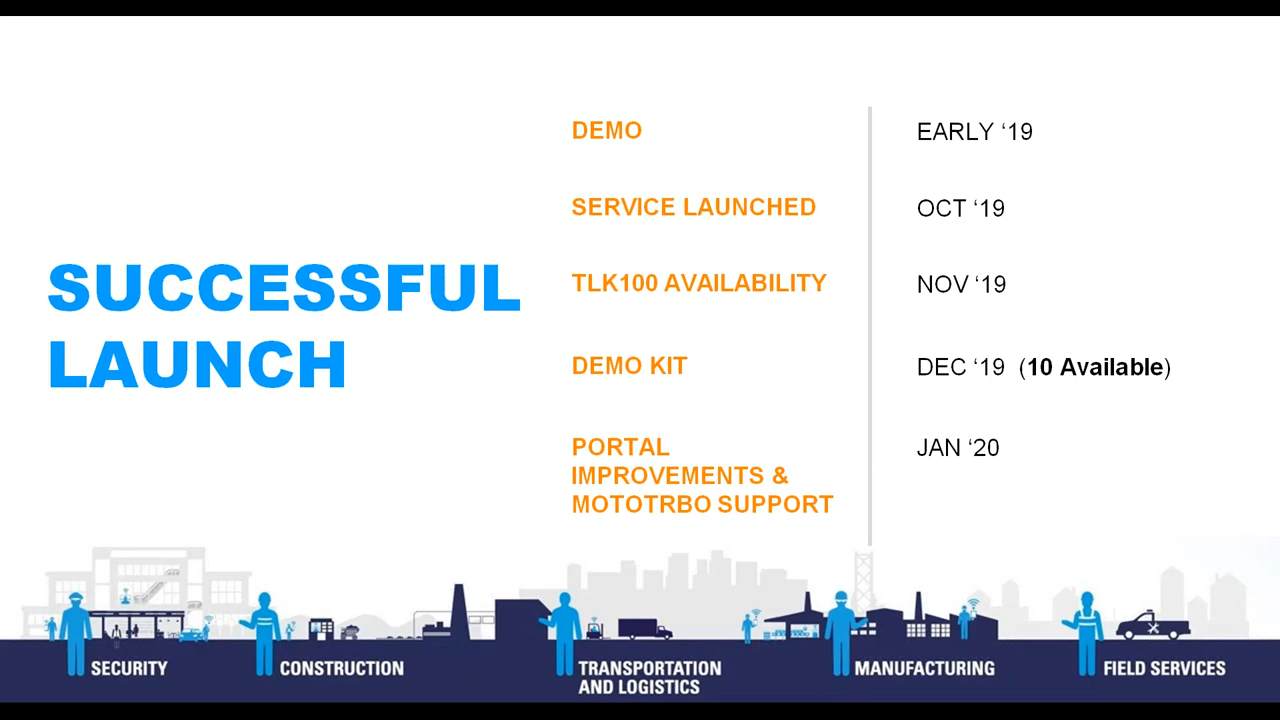 SUCCESSFUL
LAUNCH
DEMO
EARLY ‘19
SERVICE LAUNCHED
OCT ‘19
TLK100 AVAILABILITY
NOV ‘19
DEMO KIT
DEC ‘19 (10 Available)
PORTAL
IMPROVEMENTS &
MOTOTRBO SUPPORT
JAN ‘20
SECURITY
CONSTRUCTION
TRANSPORTATION
AND LOGISTICS
MANUFACTURING
FIELD SERVICES